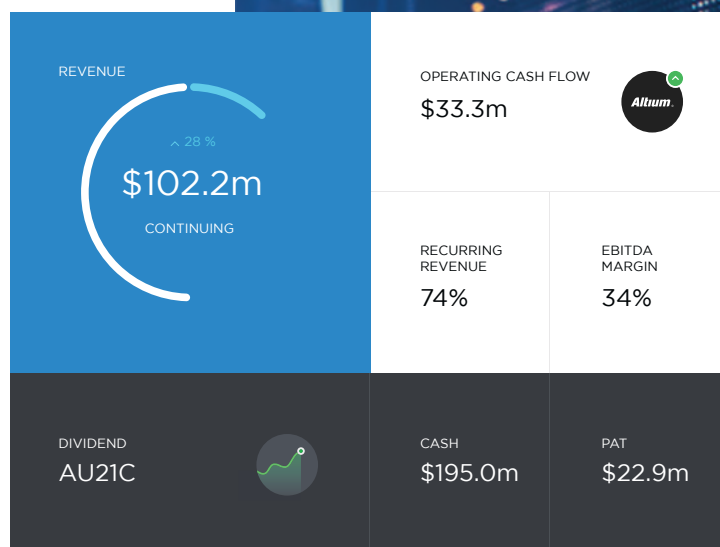 REVENUE
28 %
$102.2m
CONTINUING
OPERATING CASH FLOW
$33.3m
Altium.
RECURRING
REVENUE
74%
EBITDA
MARGIN
34%
DIVIDEND
AU21C
CASH
$195.0m
PAT
$22.9m